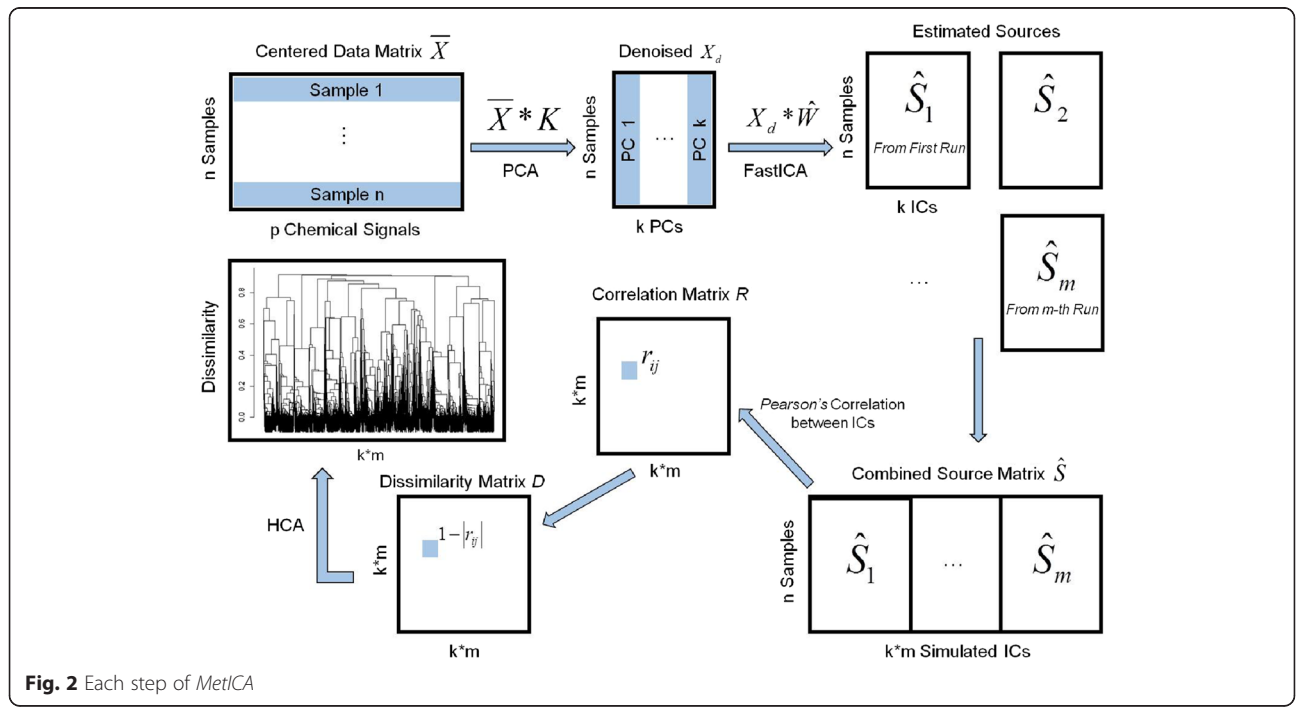 Centered Data Matrix X̅
n Samples
Sample 1
⋮
Sample n
p Chemical Signals
X̅ * K
PCA
Denoised X_d
n Samples
PC 1
...
PC k
k PCs
X_d * Ŵ
FastICA
Estimated Sources
n Samples
Ŝ_1
From First Run
k ICs
Ŝ_2
...
Ŝ_m
From m-th Run
Combined Source Matrix Ŝ
n Samples
Ŝ_1
...
Ŝ_m
k*m Simulated ICs
Pearson's Correlation
between ICs
Correlation Matrix R
r_ij
k*m
k*m
Dissimilarity Matrix D
1-|r_ij|
k*m
k*m
HCA
Dissimilarity
0.8
0.6
0.4
0.2
0.0
k*m
Fig. 2 Each step of MetICA